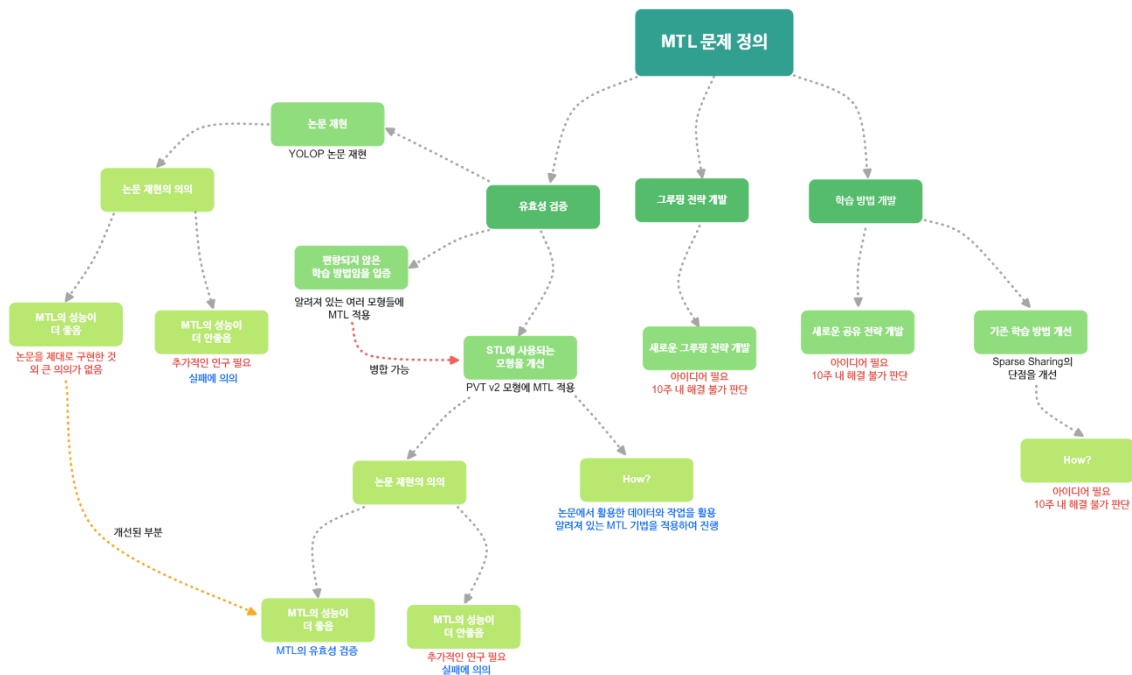 MTL 문제 정의
논문 재현
YOLOP 논문 재현
논문 재현의 의의
유효성 검증
그루핑 전략 개발
학습 방법 개발
편향되지 않은
학습 방법임을 입증
알려져 있는 여러 모형들에
MTL 적용
MTL의 성능이
더 좋음
논문을 제대로 구현한 것
외 큰 의의가 없음
MTL의 성능이
더 안좋음
추가적인 연구 필요
실패에 의의
병합 가능
STL에 사용되는
모형을 개선
PVT v2 모형에 MTL 적용
새로운 그루핑 전략 개발
아이디어 필요
10주 내 해결 불가 판단
새로운 공유 전략 개발
아이디어 필요
10주 내 해결 불가 판단
기존 학습 방법 개선
Sparse Sharing의
단점을 개선
논문 재현의 의의
How?
논문에서 활용한 데이터와 작업을 활용
알려져 있는 MTL 기법을 적용하여 진행
How?
아이디어 필요
10주 내 해결 불가 판단
개선된 부분
MTL의 성능이
더 좋음
MTL의 유효성 검증
MTL의 성능이
더 안좋음
추가적인 연구 필요
실패에 의의